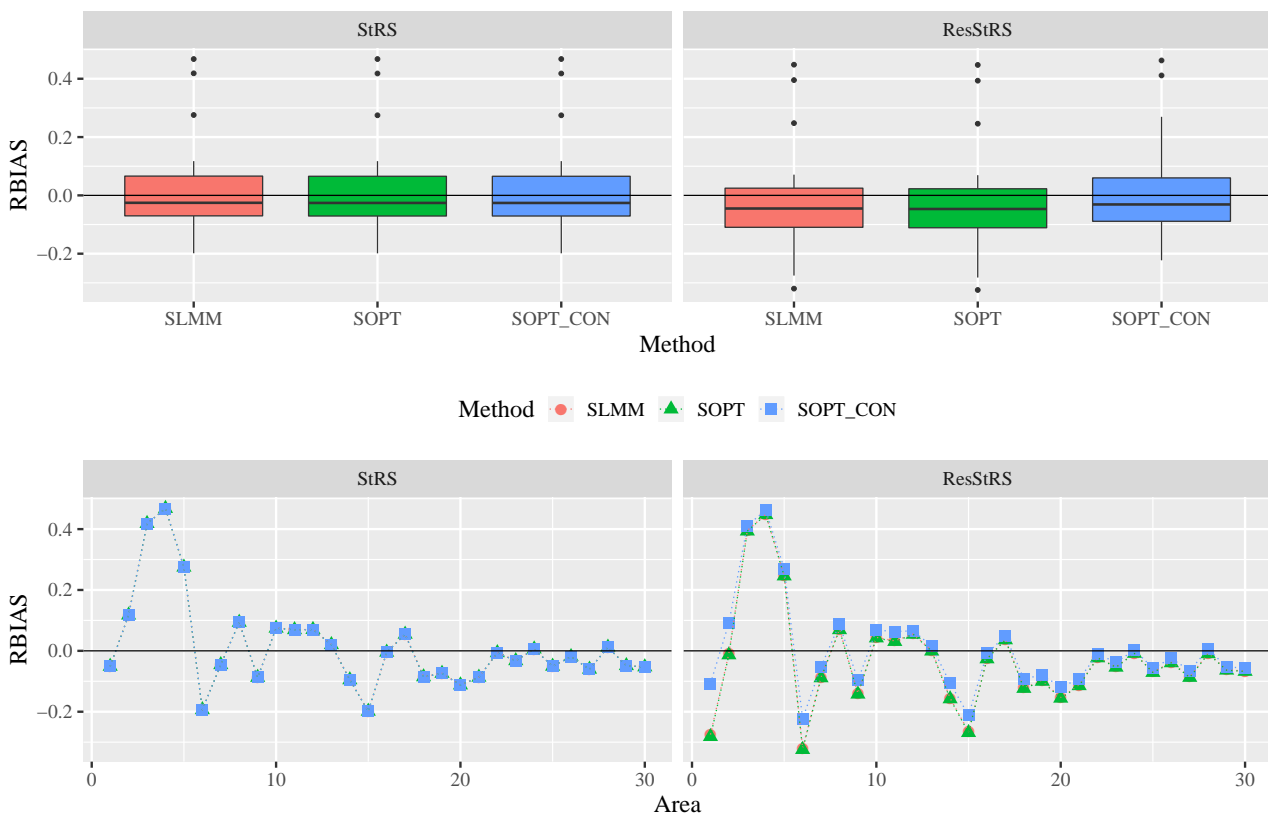 StRS
ResStRS
RBIAS
0.4
0.2
0.0
−0.2
SLMM
SOPT
SOPT_CON
SLMM
SOPT
SOPT_CON
Method
Method SLMM SOPT SOPT_CON
StRS
ResStRS
RBIAS
0.4
0.2
0.0
−0.2
0
10
20
30
0
10
20
30
Area